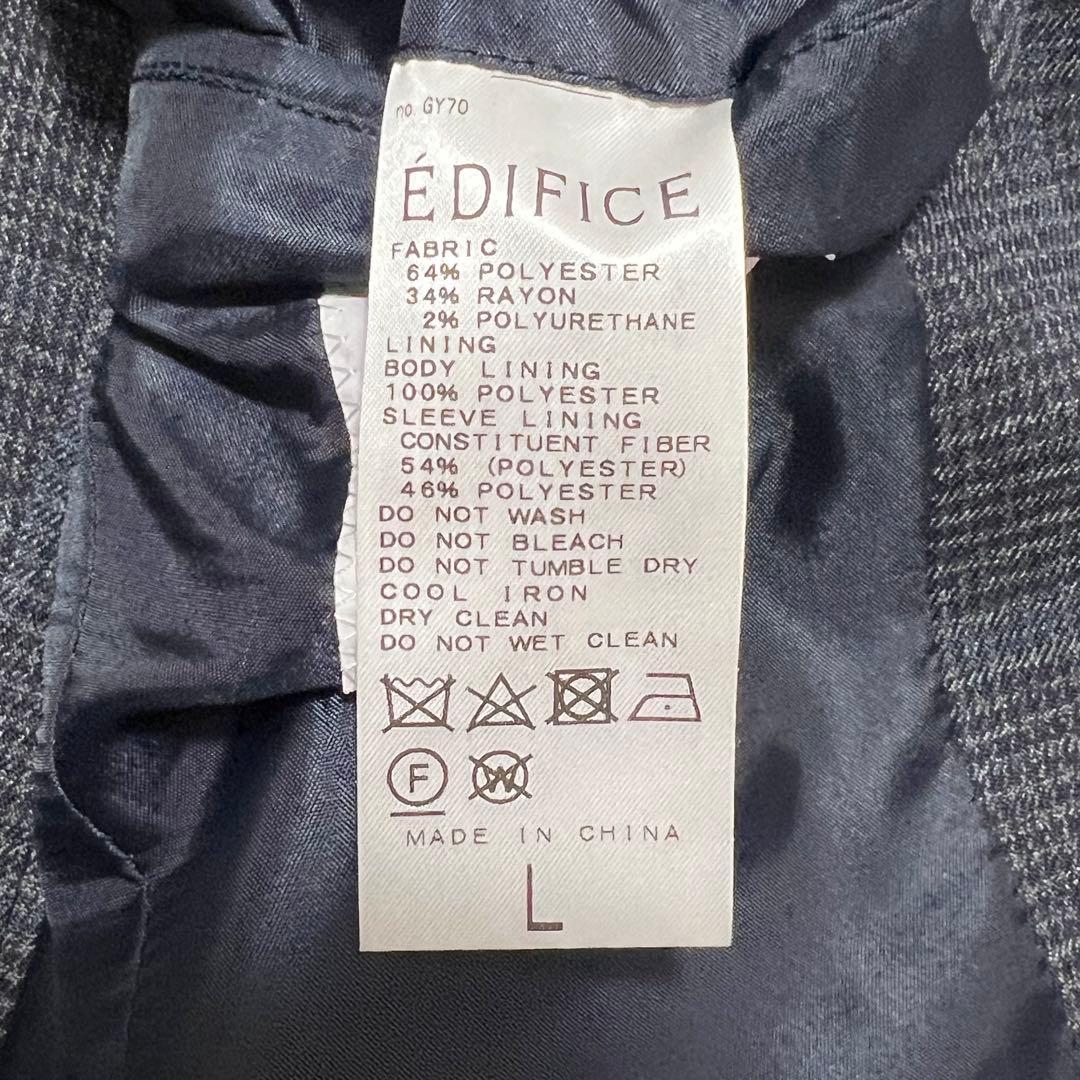 no. GY70
ÉDIFICE
FABRIC
64% POLYESTER
34% RAYON
2% POLYURETHANE
LINING
BODY LINING
100% POLYESTER
SLEEVE LINING
CONSTITUENT FIBER
54% (POLYESTER)
46% POLYESTER
DO NOT WASH
DO NOT BLEACH
DO NOT TUMBLE DRY
COOL IRON
DRY CLEAN
DO NOT WET CLEAN
F W
MADE IN CHINA
L